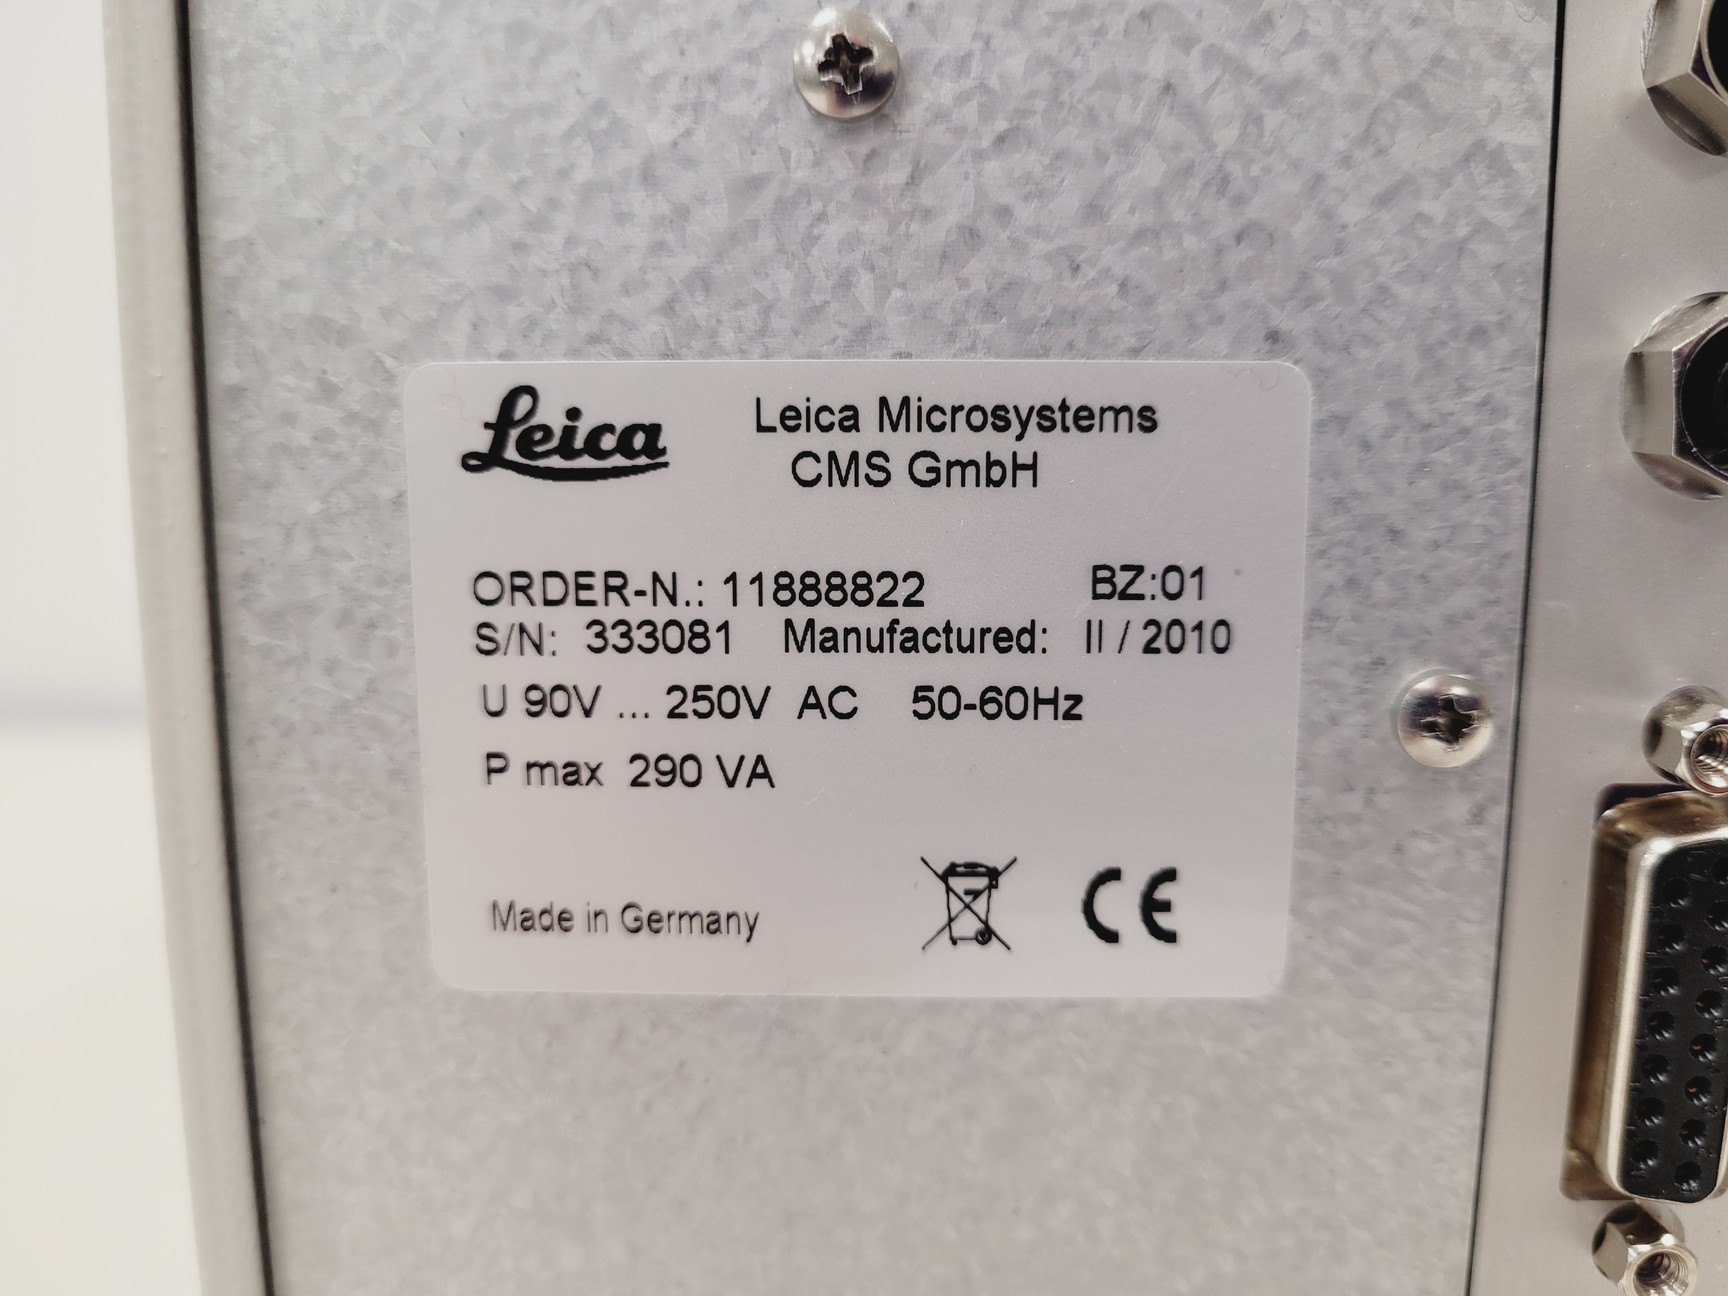 Leica
Leica Microsystems
CMS GmbH
ORDER-N.: 11888822 BZ:01
S/N: 333081 Manufactured: II / 2010
U 90V ... 250V AC 50-60Hz
P max 290 VA
Made in Germany
CE